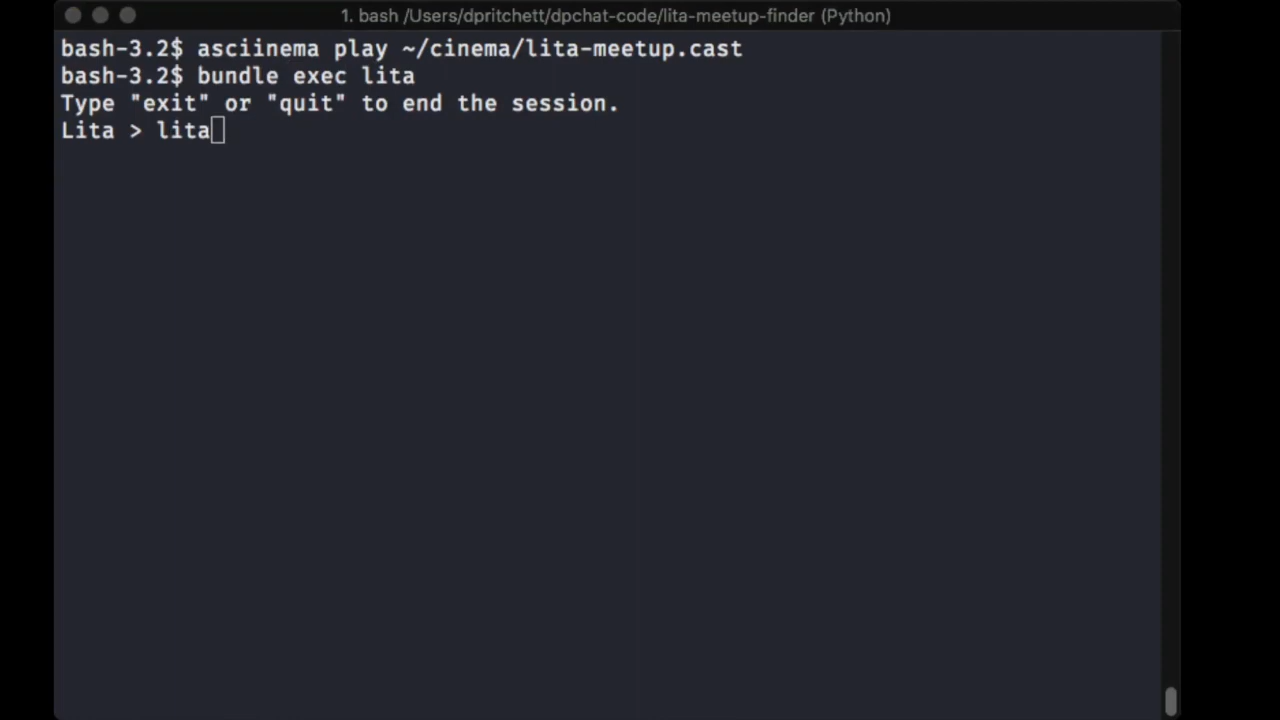 1. bash /Users/dpritchett/dpchat-code/lita-meetup-finder (Python)
bash-3.2$ asciinema play ~/cinema/lita-meetup.cast
bash-3.2$ bundle exec lita
Type "exit" or "quit" to end the session.
Lita > lita